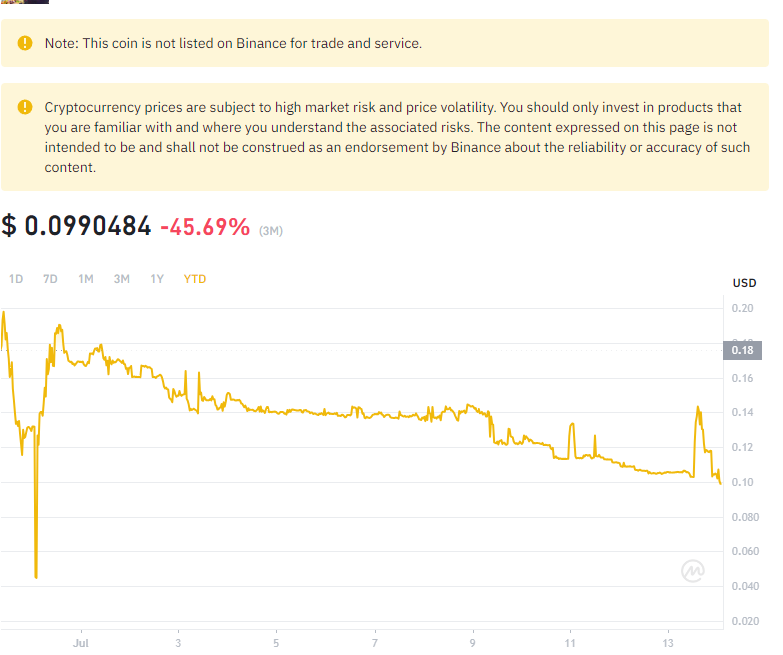 Note: This coin is not listed on Binance for trade and service.
Cryptocurrency prices are subject to high market risk and price volatility. You should only invest in products that
you are familiar with and where you understand the associated risks. The content expressed on this page is not
intended to be and shall not be construed as an endorsement by Binance about the reliability or accuracy of such
content.
$ 0.0990484 -45.69% (3M)
1D 7D 1M 3M 1Y YTD
USD
0.20
0.18
0.16
0.14
0.12
0.10
0.080
0.060
0.040
0.020
Jul 3 5 7 9 11 13